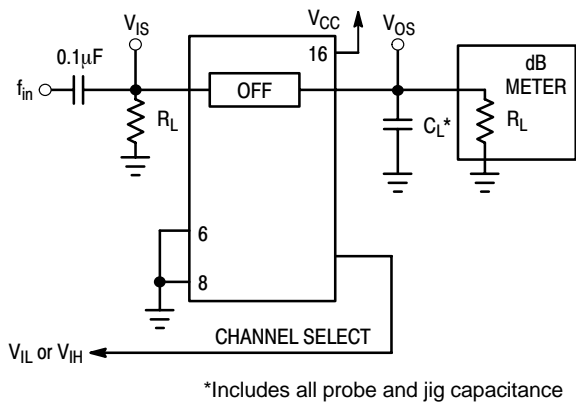 V_CC
V_IS
V_OS
0.1µF
16
dB
METER
f_in
OFF
R_L
C_L*
R_L
6
8
CHANNEL SELECT
V_IL or V_IH
*Includes all probe and jig capacitance